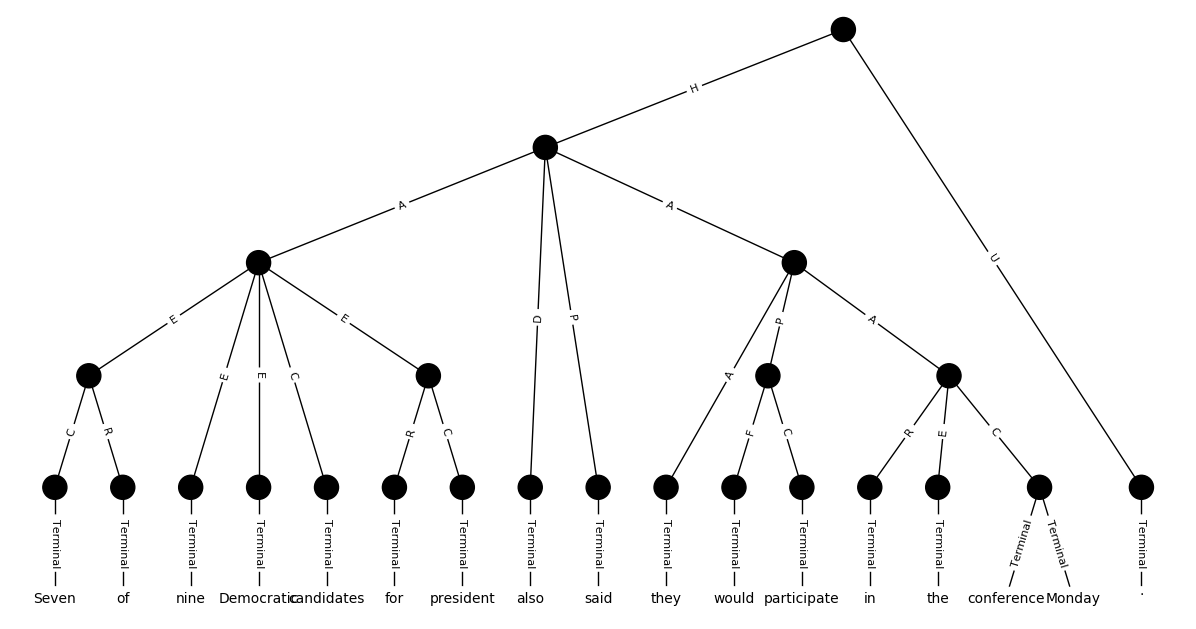 H
A A U
E E P A
E E C D P A
C R R C F C R E C
Terminal Terminal Terminal Terminal Terminal Terminal Terminal Terminal Terminal Terminal Terminal Terminal Terminal Terminal Terminal Terminal Terminal
Seven of nine Democratic candidates for president also said they would participate in the conference Monday .